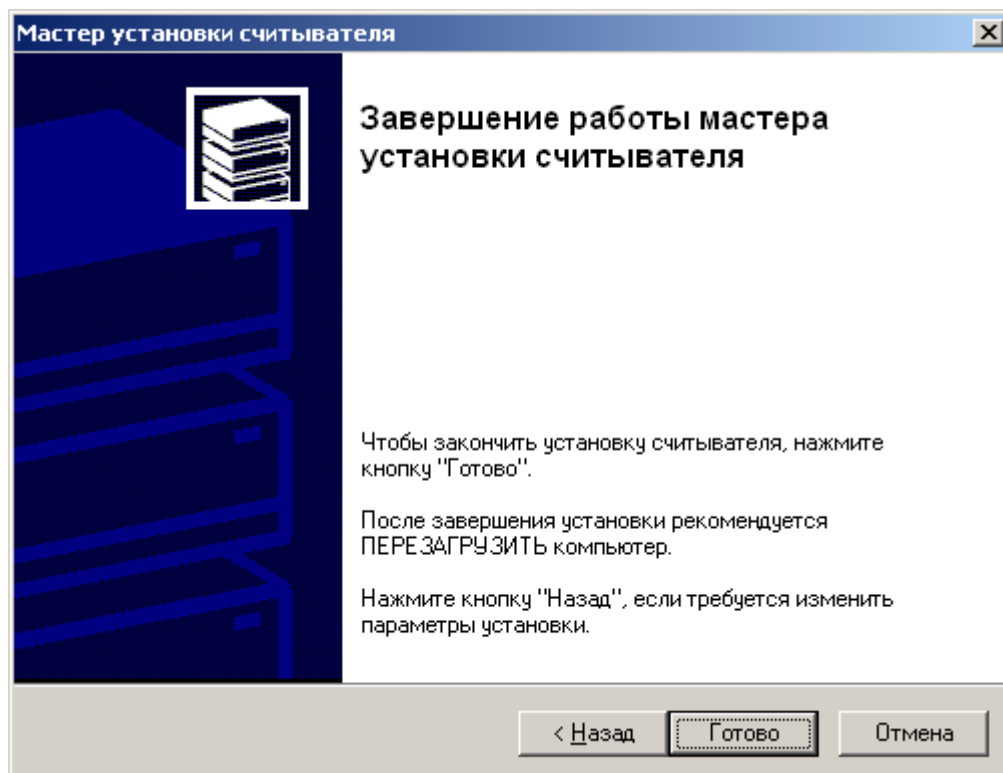 Мастер установки считывателя
Завершение работы мастера
установки считывателя
Чтобы закончить установку считывателя, нажмите
кнопку "Готово".
После завершения установки рекомендуется
ПЕРЕЗАГРУЗИТЬ компьютер.
Нажмите кнопку "Назад", если требуется изменить
параметры установки.
< Назад Готово Отмена